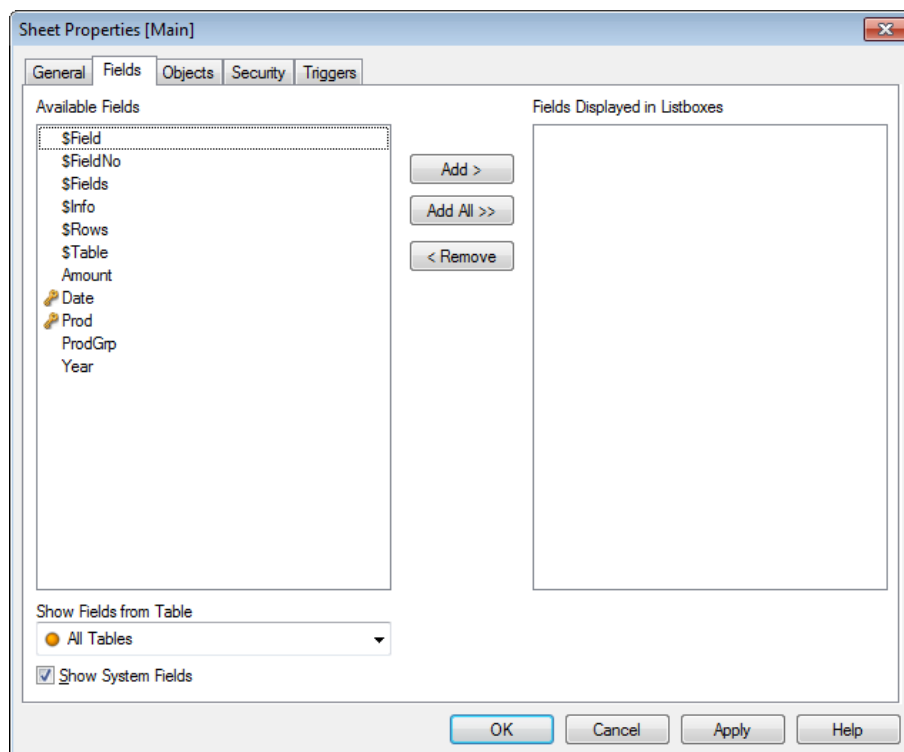 Sheet Properties [Main]
General Fields Objects Security Triggers
Available Fields
$Field
$FieldNo
$Fields
$Info
$Rows
$Table
Amount
Date
Prod
ProdGrp
Year
Add >
Add All >>
< Remove
Fields Displayed in Listboxes
Show Fields from Table
All Tables
Show System Fields
OK Cancel Apply Help